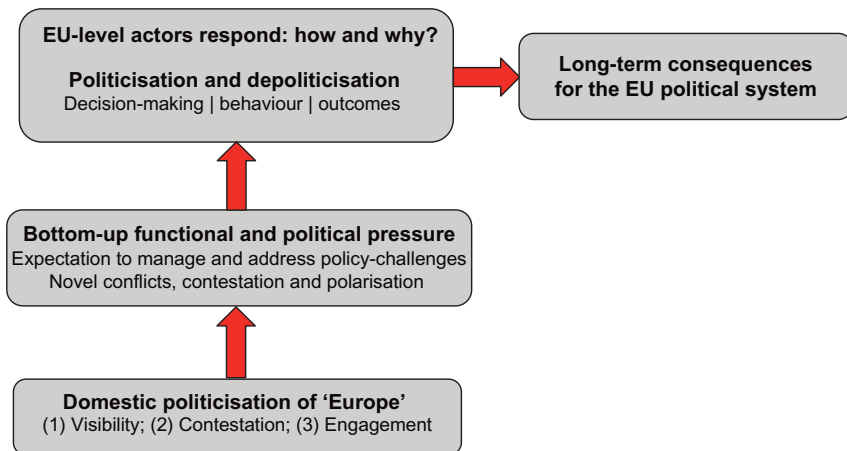 EU-level actors respond: how and why?
Politicisation and depoliticisation
Decision-making | behaviour | outcomes
Long-term consequences
for the EU political system
Bottom-up functional and political pressure
Expectation to manage and address policy-challenges
Novel conflicts, contestation and polarisation
Domestic politicisation of ‘Europe’
(1) Visibility; (2) Contestation; (3) Engagement